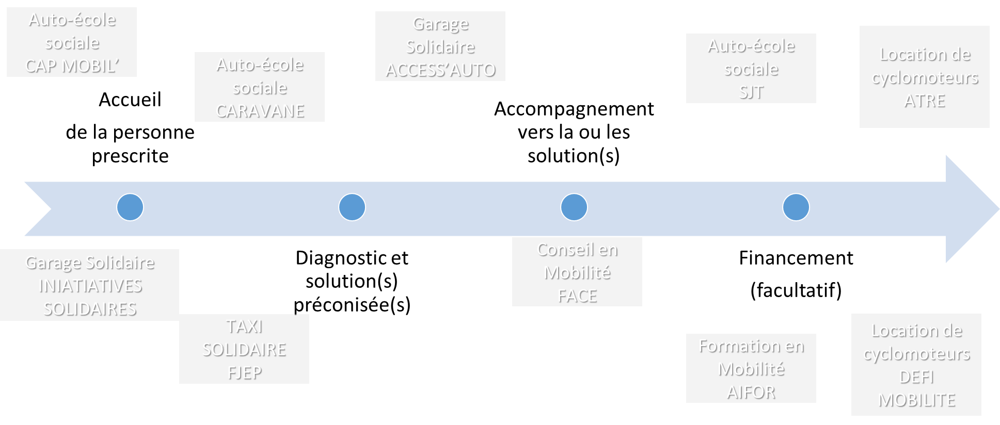 Auto-école
sociale
CAP MOBIL’
Auto-école
sociale
CARAVANE
Garage
Solidaire
ACCESS’AUTO
Auto-école
sociale
SJT
Location de
cyclomoteurs
ATRE
Accueil
de la personne
prescrite
Accompagnement
vers la ou les
solution(s)
Garage Solidaire
INIATIATIVES
SOLIDAIRES
Diagnostic et
solution(s)
préconisée(s)
Conseil en
Mobilité
FACE
Financement
(facultatif)
TAXI
SOLIDAIRE
FJEP
Formation en
Mobilité
AIFOR
Location de
cyclomoteurs
DEFI
MOBILITE